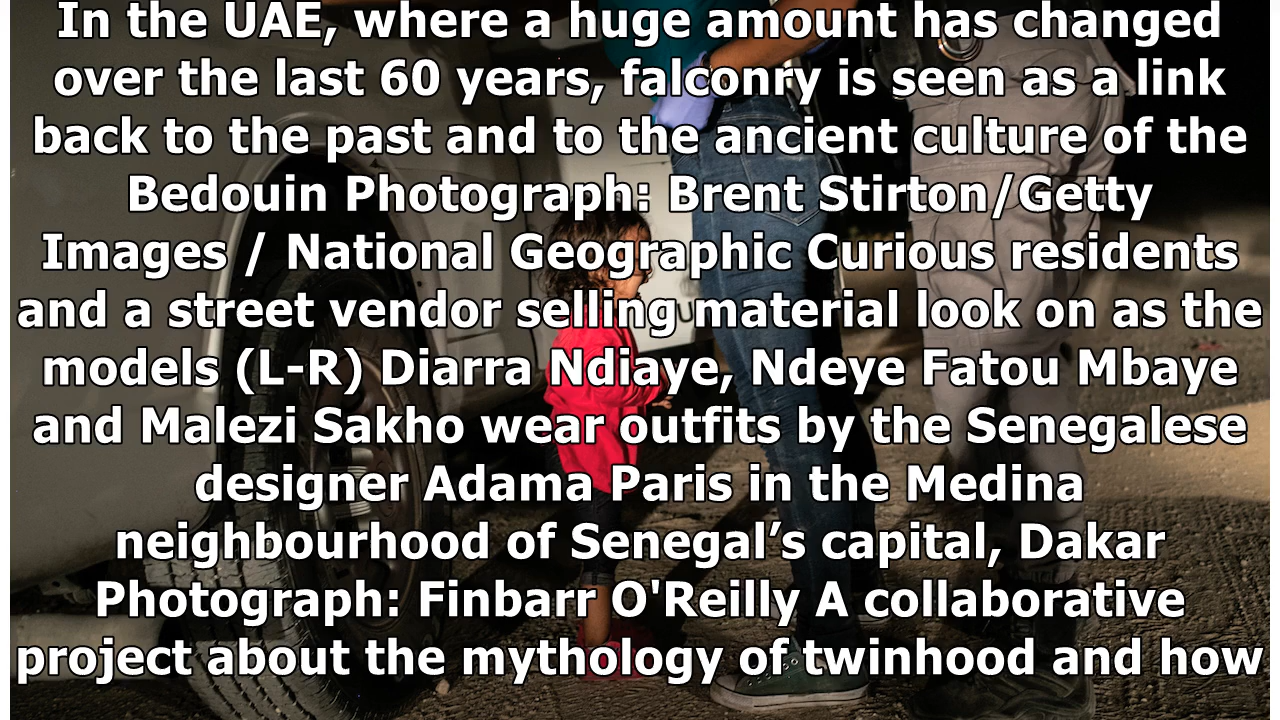 In the UAE, where a huge amount has changed
over the last 60 years, falconry is seen as a link
back to the past and to the ancient culture of the
Bedouin Photograph: Brent Stirton/Getty
Images / National Geographic Curious residents
and a street vendor selling material look on as the
models (L-R) Diarra Ndiaye, Ndeye Fatou Mbaye
and Malezi Sakho wear outfits by the Senegalese
designer Adama Paris in the Medina
neighbourhood of Senegal’s capital, Dakar
Photograph: Finbarr O'Reilly A collaborative
project about the mythology of twinhood and how